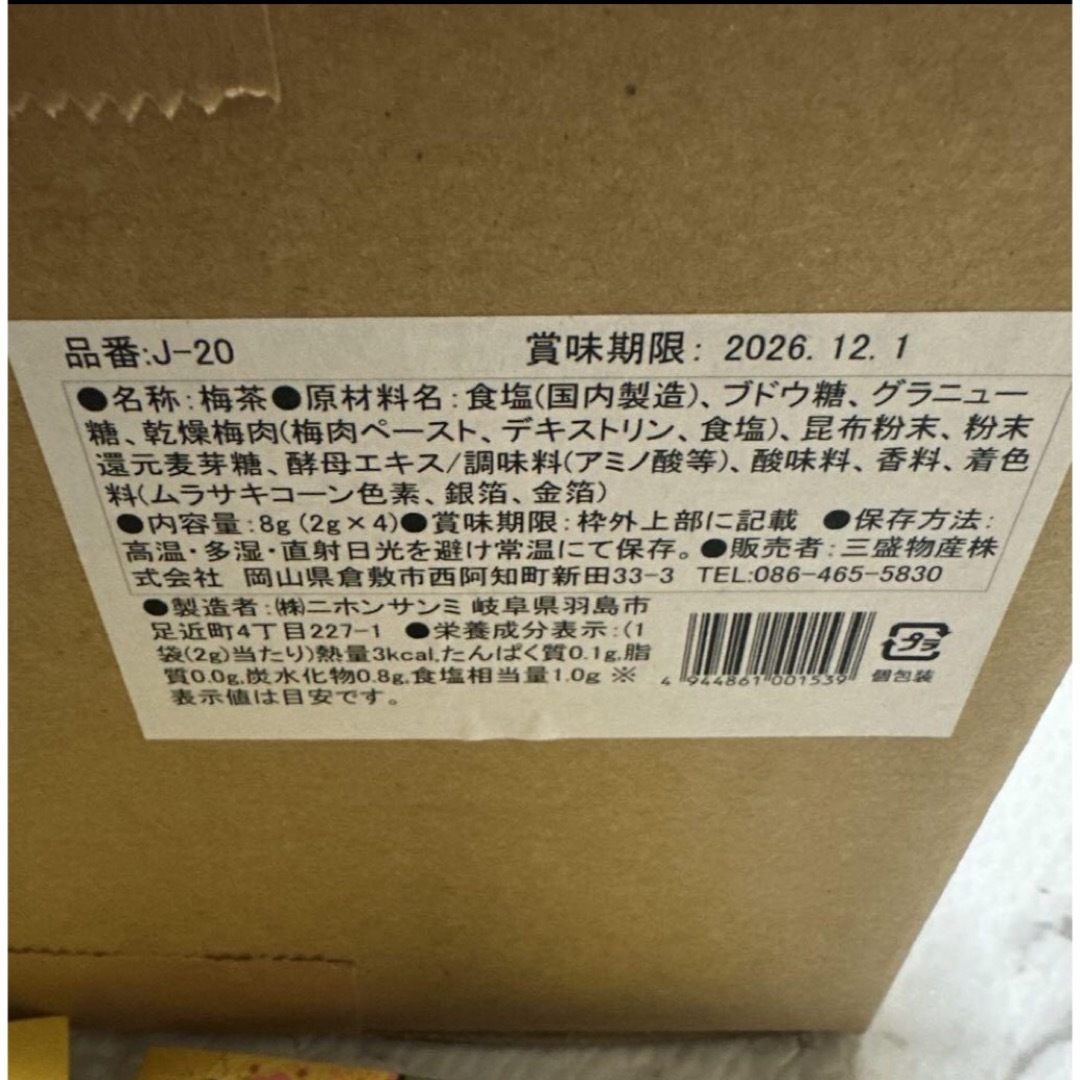 品番:J-20 賞味期限: 2026.12.1
●名称:梅茶●原材料名:食塩(国内製造)、ブドウ糖、グラニュー
糖、乾燥梅肉(梅肉ペースト、デキストリン、食塩)、昆布粉末、粉末
還元麦芽糖、酵母エキス/調味料(アミノ酸等)、酸味料、香料、着色
料(ムラサキコーン色素、銀箔、金箔)
●内容量:8g(2g×4)●賞味期限:枠外上部に記載 ●保存方法:
高温・多湿・直射日光を避け常温にて保存。●販売者:三盛物産株
式会社 岡山県倉敷市西阿知町新田33-3 TEL:086-465-5830
●製造者:㈱ニホンサンミ 岐阜県羽島市
足近町4丁目227-1 ●栄養成分表示:(1
袋(2g)当たり)熱量3kcal,たんぱく質0.1g,脂
質0.0g,炭水化物0.8g,食塩相当量1.0g ※
表示値は目安です。
4 944861 001539
プラ
個包装